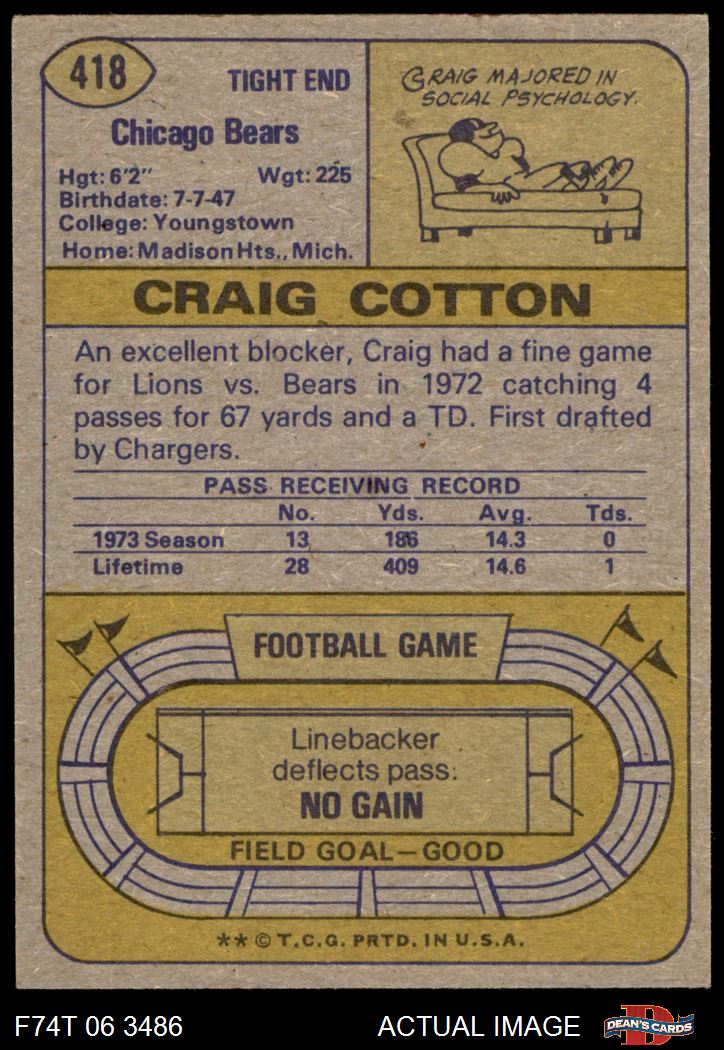 418
TIGHT END
Chicago Bears
Hgt: 6'2" Wgt: 225
Birthdate: 7-7-47
College: Youngstown
Home: Madison Hts., Mich.
CRAIG MAJORED IN
SOCIAL PSYCHOLOGY.
CRAIG COTTON
An excellent blocker, Craig had a fine game
for Lions vs. Bears in 1972 catching 4
passes for 67 yards and a TD. First drafted
by Chargers.
PASS RECEIVING RECORD
No. Yds. Avg. Tds.
1973 Season 13 186 14.3 0
Lifetime 28 409 14.6 1
FOOTBALL GAME
Linebacker
deflects pass:
NO GAIN
FIELD GOAL—GOOD
** © T.C.G. PRTD. IN U.S.A.
F74T 06 3486 ACTUAL IMAGE
D
DEAN'S CARDS